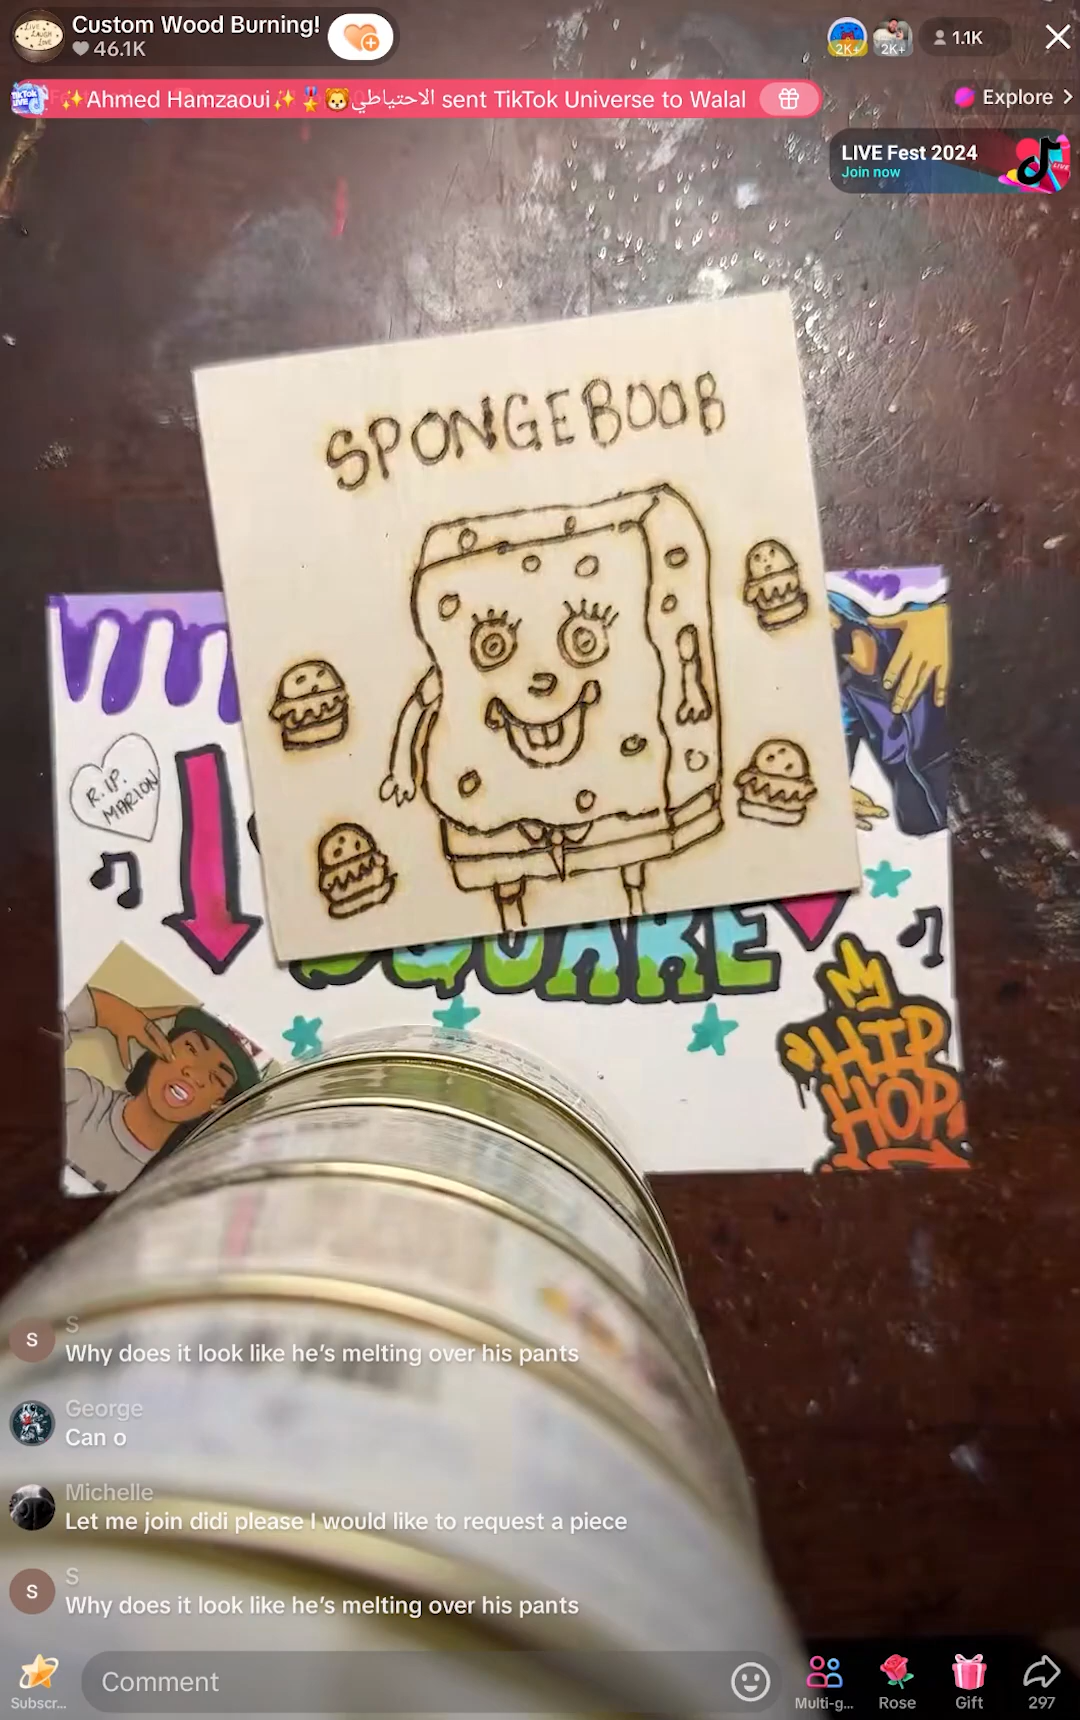 Custom Wood Burning!
46.1K
2K+
2K+
1.1K
✨Ahmed Hamzaoui✨🎖️🐹الاحتياطي sent TikTok Universe to Walal
Explore >
LIVE Fest 2024
Join now
SPONGEBOOB
R.I.P.
MARION
SQUARE
HIP
HOP
S
Why does it look like he's melting over his pants
George
Can o
Michelle
Let me join didi please I would like to request a piece
S
Why does it look like he's melting over his pants
Comment
Subscr...
Multi-g...
Rose
Gift
297